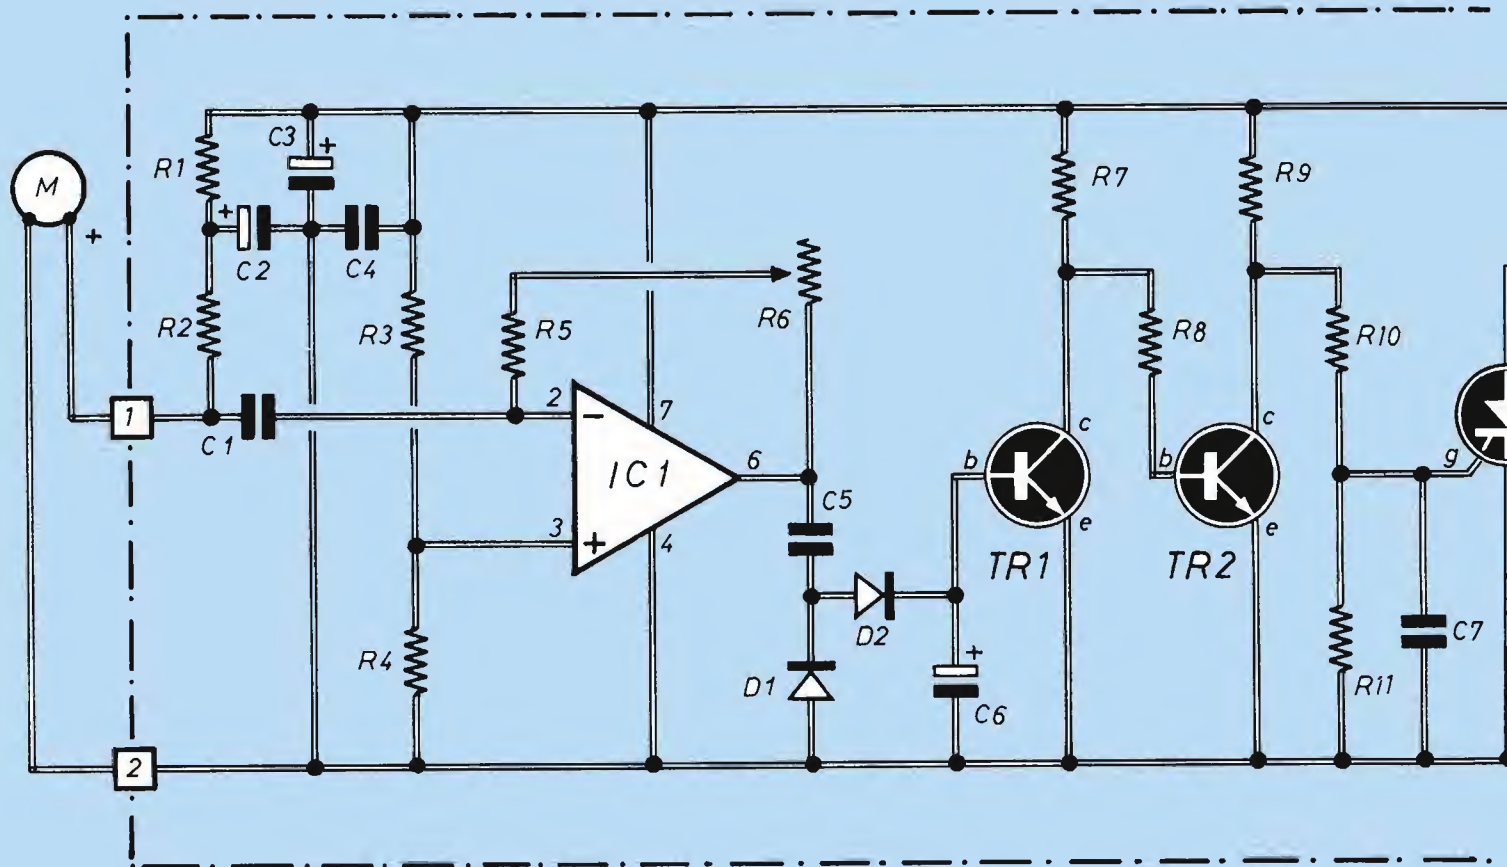 C3
+
R1
R7
R9
M
+
+
C2
C4
R2
R3
R5
R6
R8
R10
1
C1
2
−
7
c
c
IC1
6
b
b
g
C5
3
+
4
e
e
TR1
TR2
D2
C7
R4
D1
+
C6
R11
2